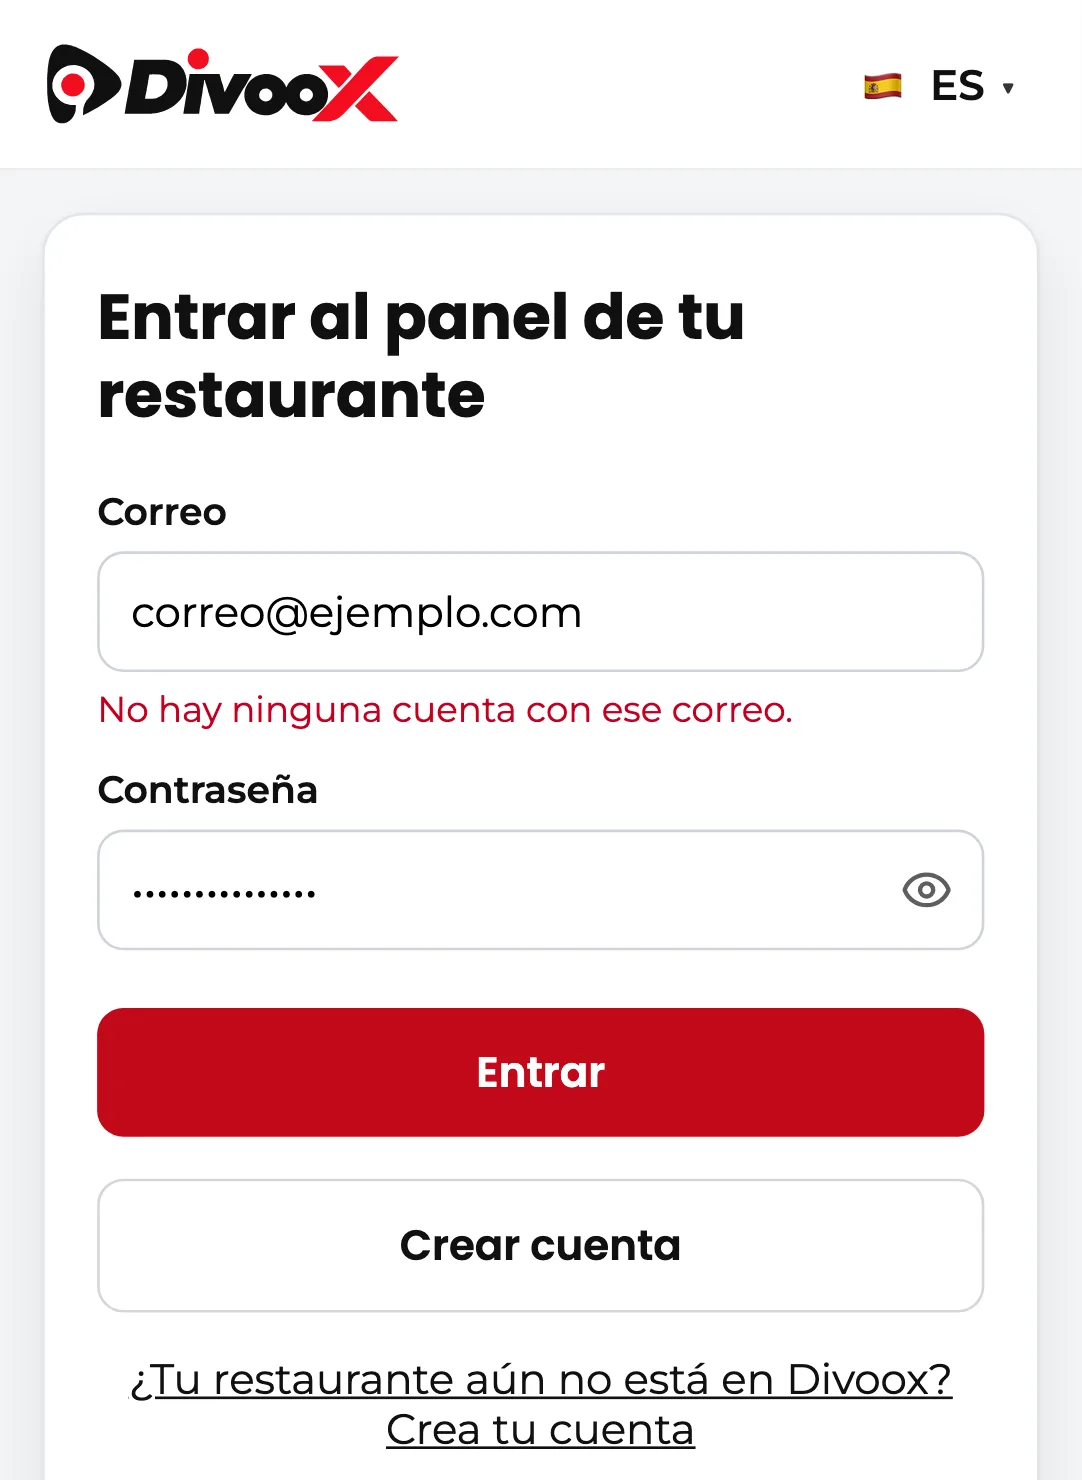 DivooX
ES
Entrar al panel de tu
restaurante
Correo
correo@ejemplo.com
No hay ninguna cuenta con ese correo.
Contraseña
Entrar
Crear cuenta
¿Tu restaurante aún no está en Divoox?
Crea tu cuenta